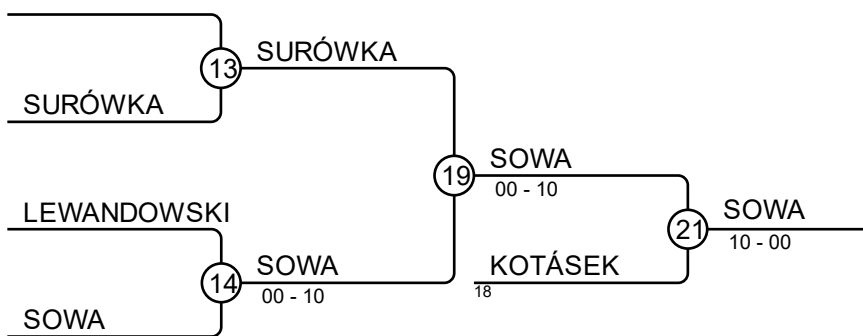 13
SURÓWKA
SURÓWKA
19
SOWA
00 - 10
LEWANDOWSKI
21
SOWA
10 - 00
14
SOWA
00 - 10
KOTÁSEK
18
SOWA